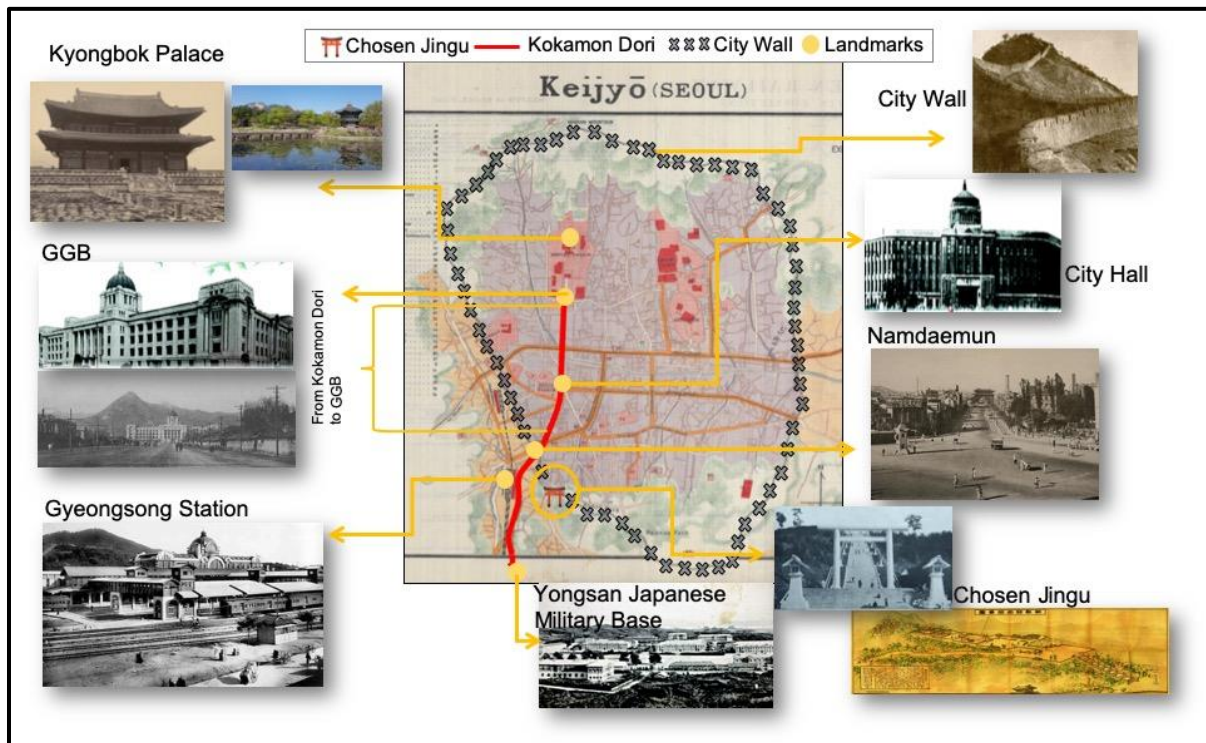 Chosen Jingu Kokamon Dori City Wall Landmarks
Kyongbok Palace
Keijyō (SEOUL)
City Wall
GGB
City Hall
From Kokamon Dori
to GGB
Namdaemun
Gyeongsong Station
Yongsan Japanese
Military Base
Chosen Jingu